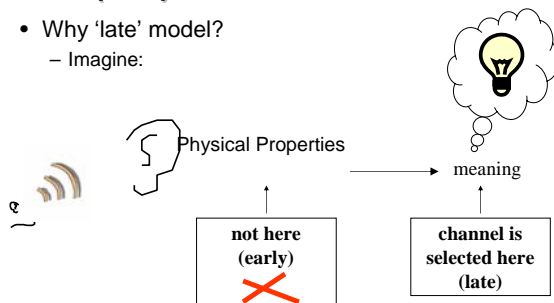 • Why 'late' model?
– Imagine:
Physical Properties
meaning
not here
(early)
channel is
selected here
(late)